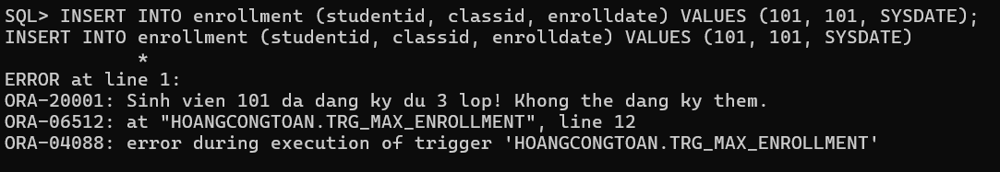 SQL> INSERT INTO enrollment (studentid, classid, enrolldate) VALUES (101, 101, SYSDATE);
INSERT INTO enrollment (studentid, classid, enrolldate) VALUES (101, 101, SYSDATE)
            *
ERROR at line 1:
ORA-20001: Sinh vien 101 da dang ky du 3 lop! Khong the dang ky them.
ORA-06512: at "HOANGCONGTOAN.TRG_MAX_ENROLLMENT", line 12
ORA-04088: error during execution of trigger 'HOANGCONGTOAN.TRG_MAX_ENROLLMENT'